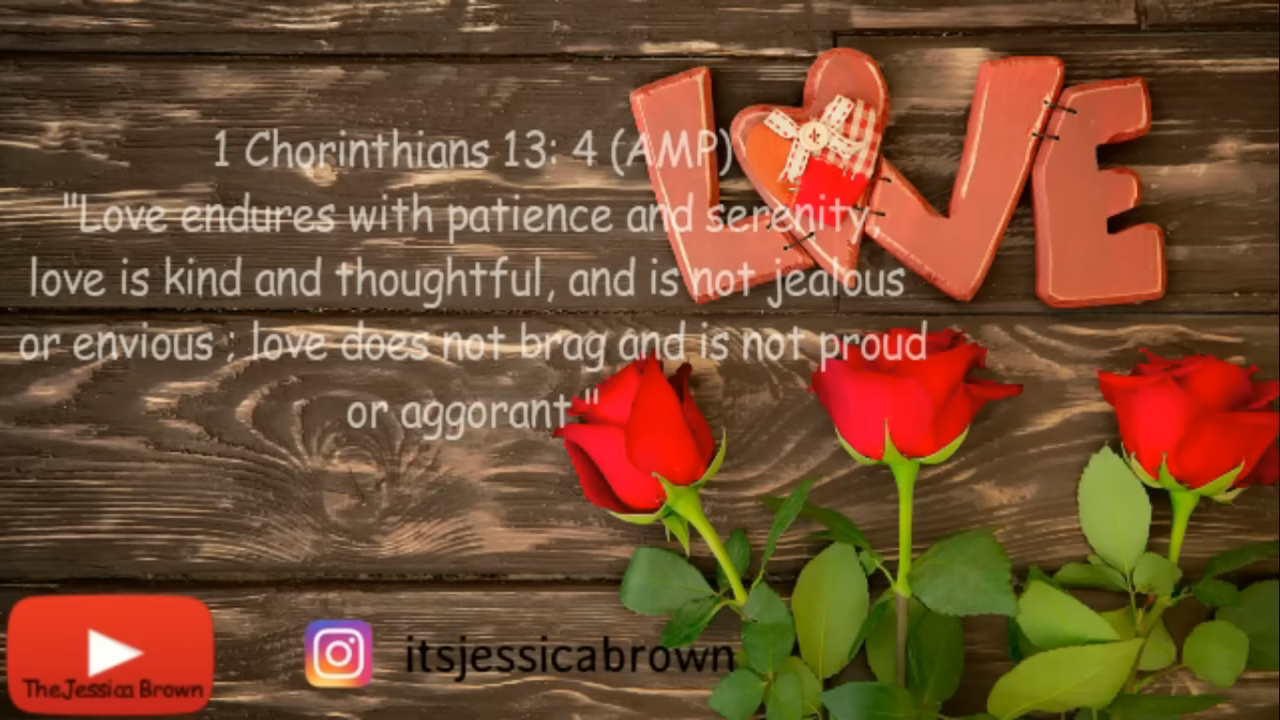 LOVE
1 Chorinthians 13: 4 (AMP)
"Love endures with patience and serenity,
love is kind and thoughtful, and is not jealous
or envious ; love does not brag and is not proud
or aggorant ."
TheJessica Brown
itsjessicabrown